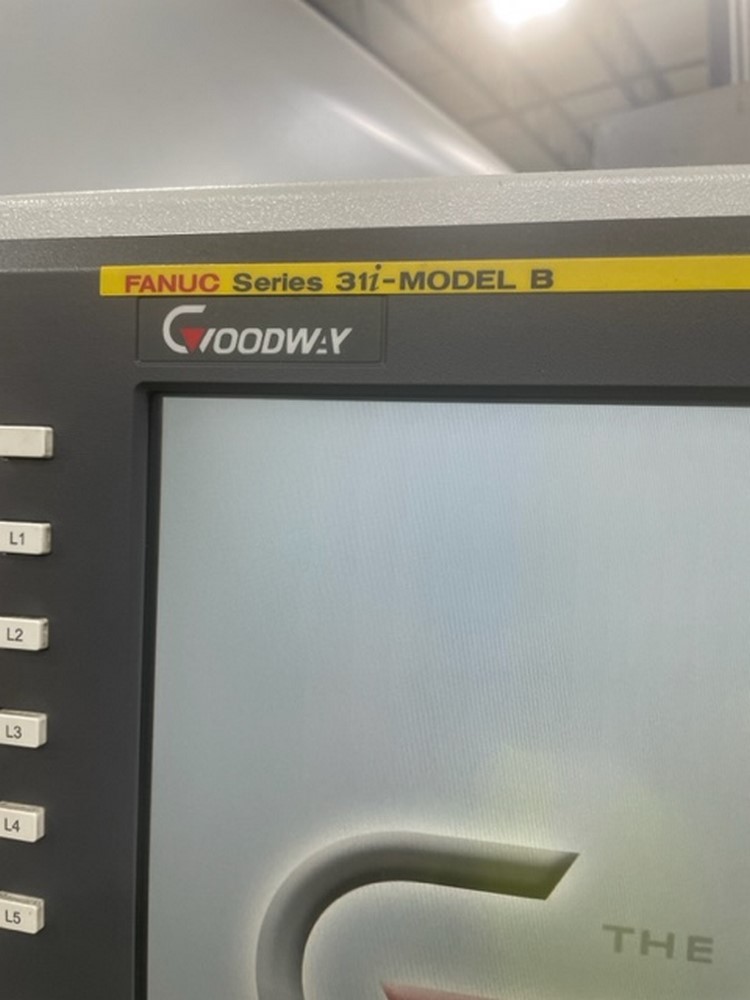 FANUC Series 31i-MODEL B
GOODWAY
L1
L2
L3
L4
L5
THE